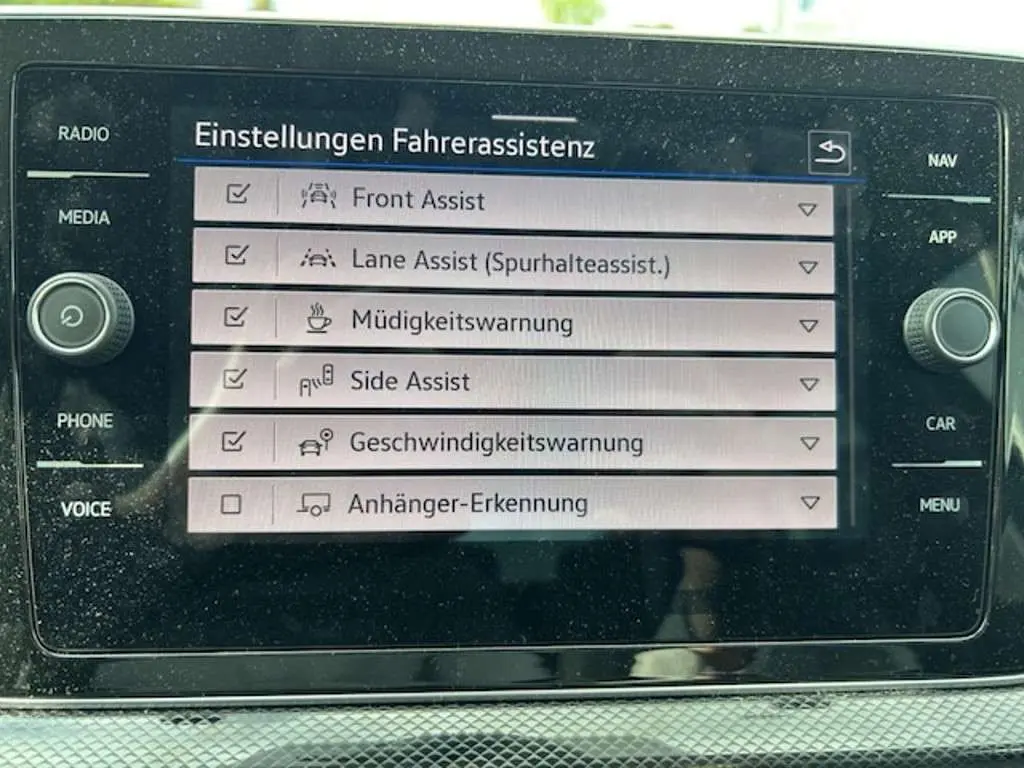 Einstellungen Fahrerassistenz
RADIO
MEDIA
PHONE
VOICE
Front Assist
Lane Assist (Spurhalteassist.)
Müdigkeitswarnung
Side Assist
Geschwindigkeitswarnung
Anhänger-Erkennung
NAV
APP
CAR
MENU